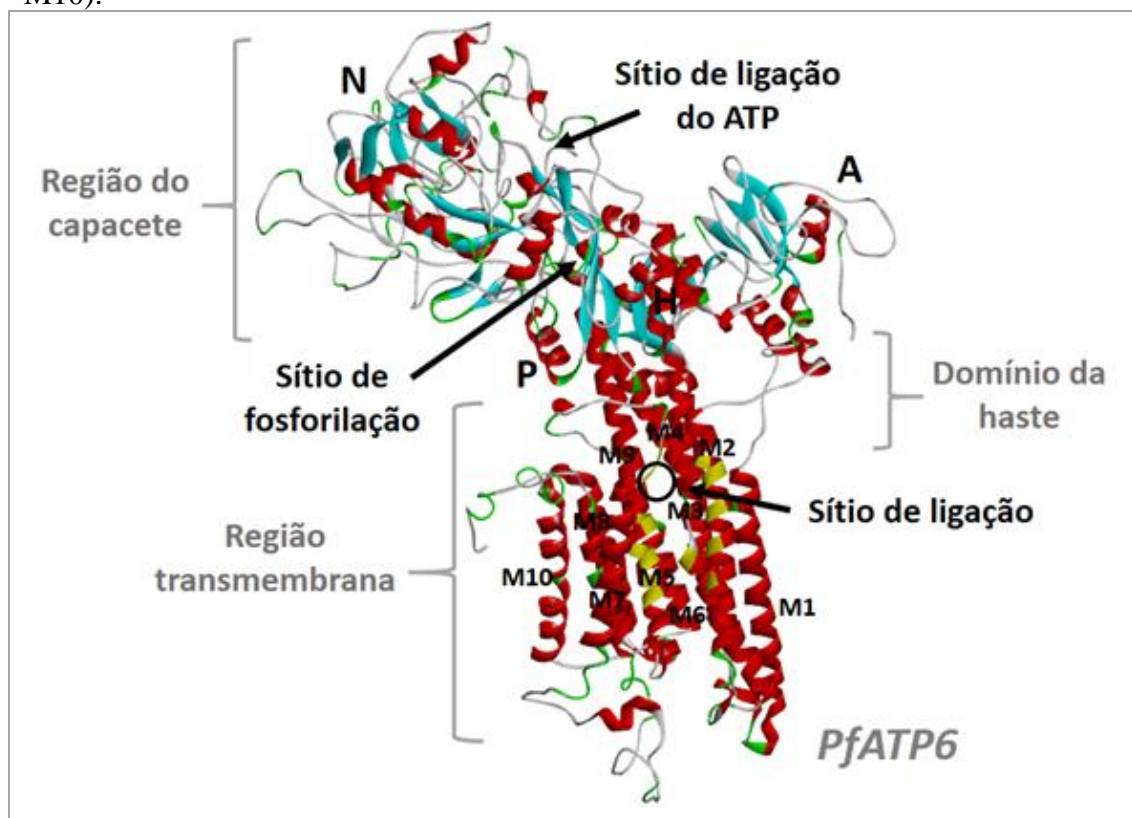 M10).
N
Sítio de ligação
do ATP
A
Região do
capacete
H
Sítio de
fosforilação
P
Domínio da
haste
M4
M9
M2
Região
transmembrana
M8
M3
Sítio de ligação
M10
M7
M5
M6
M1
PfATP6